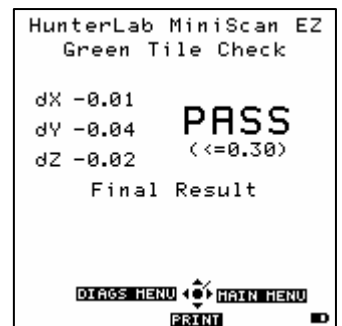 HunterLab MiniScan EZ
Green Tile Check
dX -0.01
dY -0.04
dZ -0.02
PASS
(<=0.30)
Final Result
DIAGS MENU
MAIN MENU
PRINT